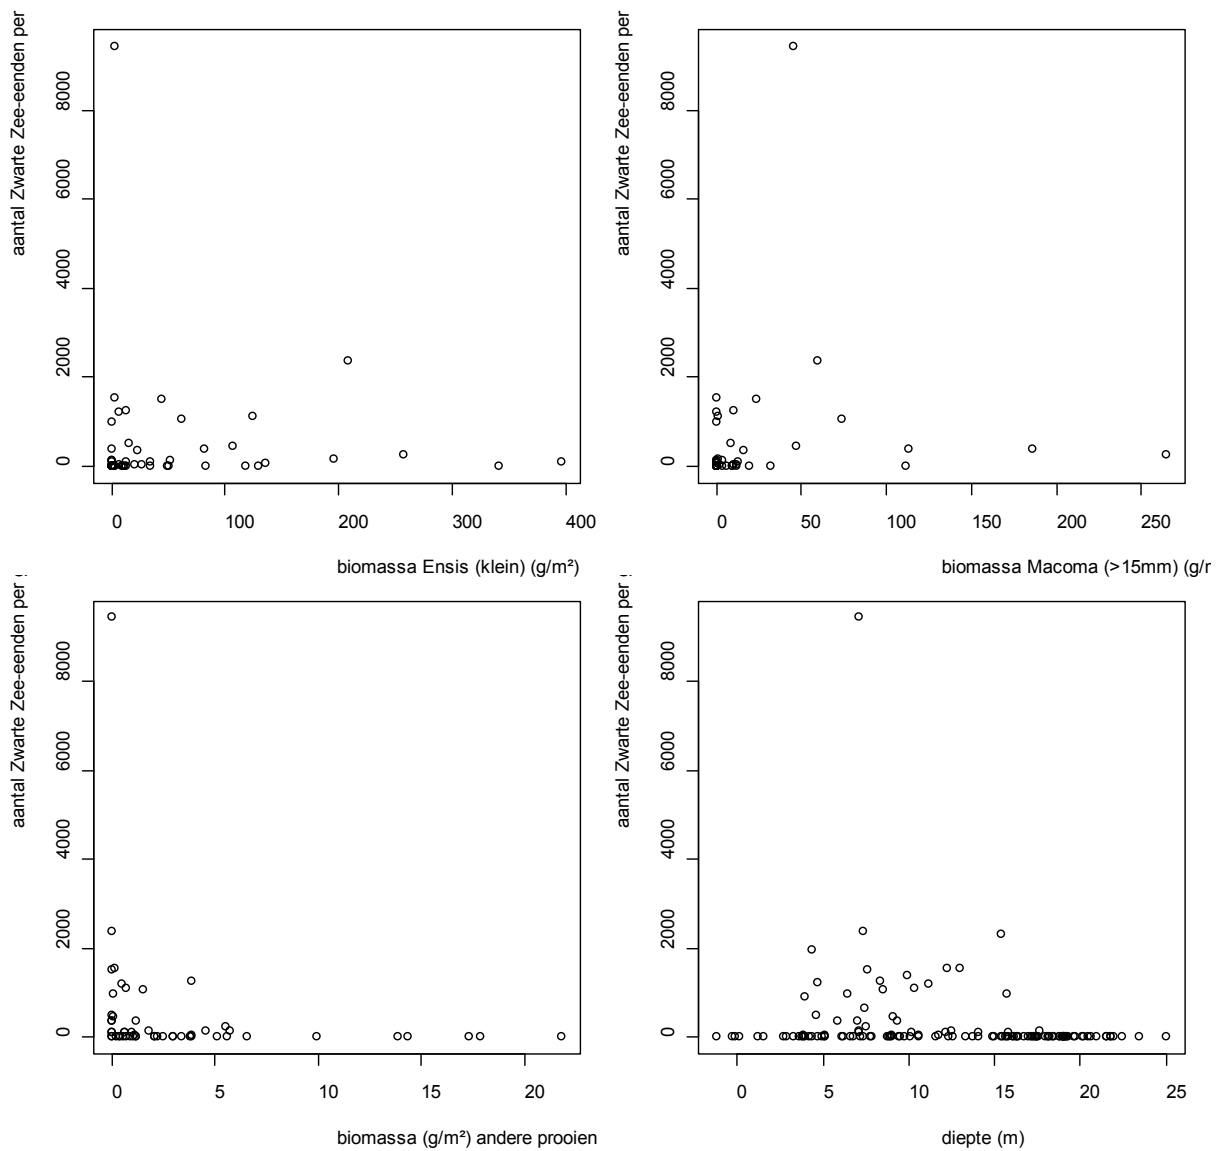 aantal Zwarte Zee-eenden per
8000
6000
4000
2000
0
0 100 200 300 400
biomassa Ensis (klein) (g/m²)
aantal Zwarte Zee-eenden per
8000
6000
4000
2000
0
0 50 100 150 200 250
biomassa Macoma (>15mm) (g/m
aantal Zwarte Zee-eenden per g
8000
6000
4000
2000
0
0 5 10 15 20
biomassa (g/m²) andere prooien
aantal Zwarte Zee-eenden per g
8000
6000
4000
2000
0
0 5 10 15 20 25
diepte (m)